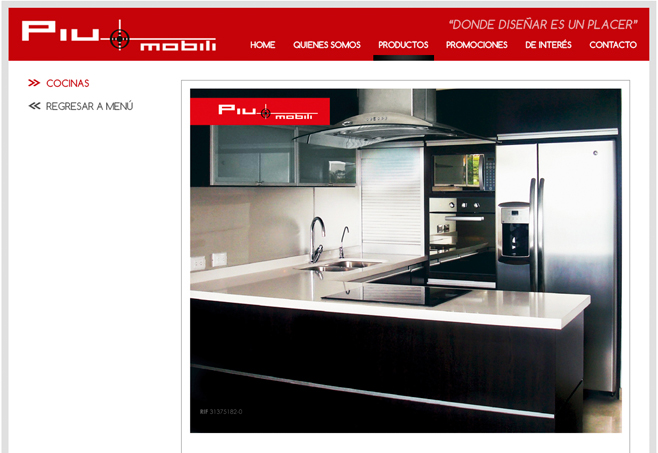 PIU mobili
"DONDE DISEÑAR ES UN PLACER"
HOME QUIENES SOMOS PRODUCTOS PROMOCIONES DE INTERÉS CONTACTO
COCINAS
REGRESAR A MENÚ
PIU mobili
RIF 31375182-0